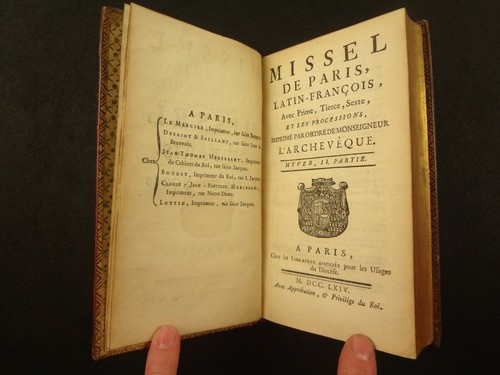 A PARIS,
Chez
LE MERCIER, Imprimeur, rue saint
DESAINT & SAILLANT, rue saint Jean de
Beauvais.
JEAN-THOMAS HERISSANT, Imprimeur
du Cabinet du Roi, rue saint Jacques.
BOUDET, Imprimeur du Roi, rue S. Jacques.
CLAUDE-JEAN-BAPTISTE HERISSANT,
Imprimeur, rue Neuve Dame.
LOTTIN, Imprimeur, rue saint Jacques.
MISSEL
DE PARIS,
LATIN-FRANÇOIS,
Avec Prime, Tierce, Sexte,
ET LES PROCESSIONS,
IMPRIMÉ PAR ORDRE DE MONSEIGNEUR
L'ARCHEVÊQUE.
HYVER, II. PARTIE.
A PARIS,
Chez les LIBRAIRES associés pour les Usages
du Diocèse.
M. DCC. LXIV.
Avec Approbation, & Privilége du Roi.